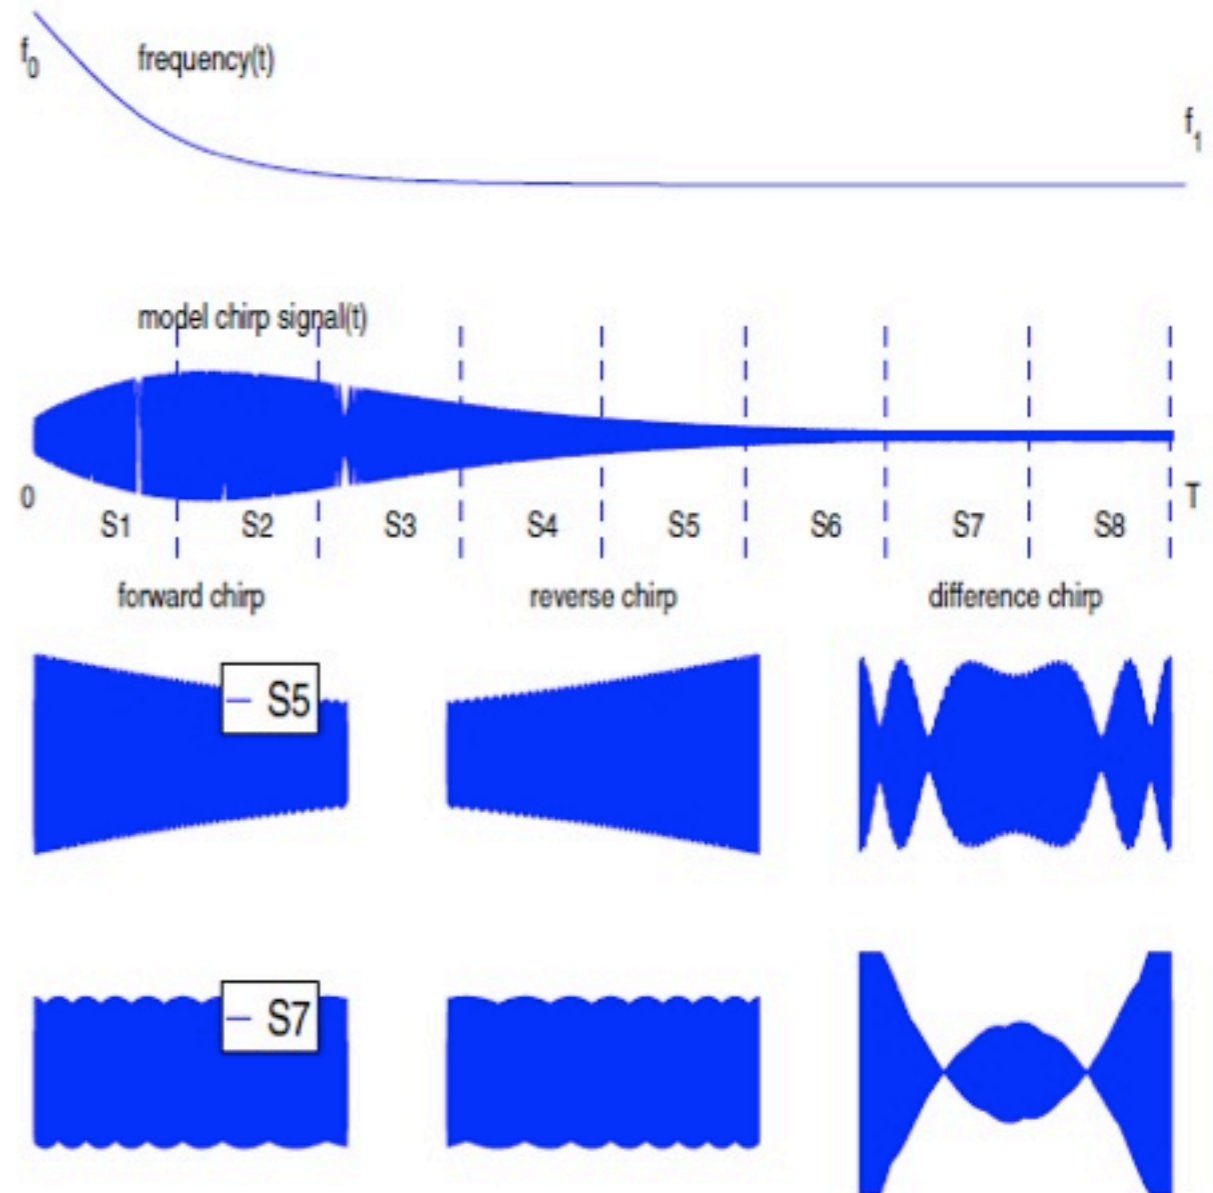 f0
frequency(t)
f1
model chirp signal(t)
0
T
S1 S2 S3 S4 S5 S6 S7 S8
forward chirp reverse chirp difference chirp
S5
S7